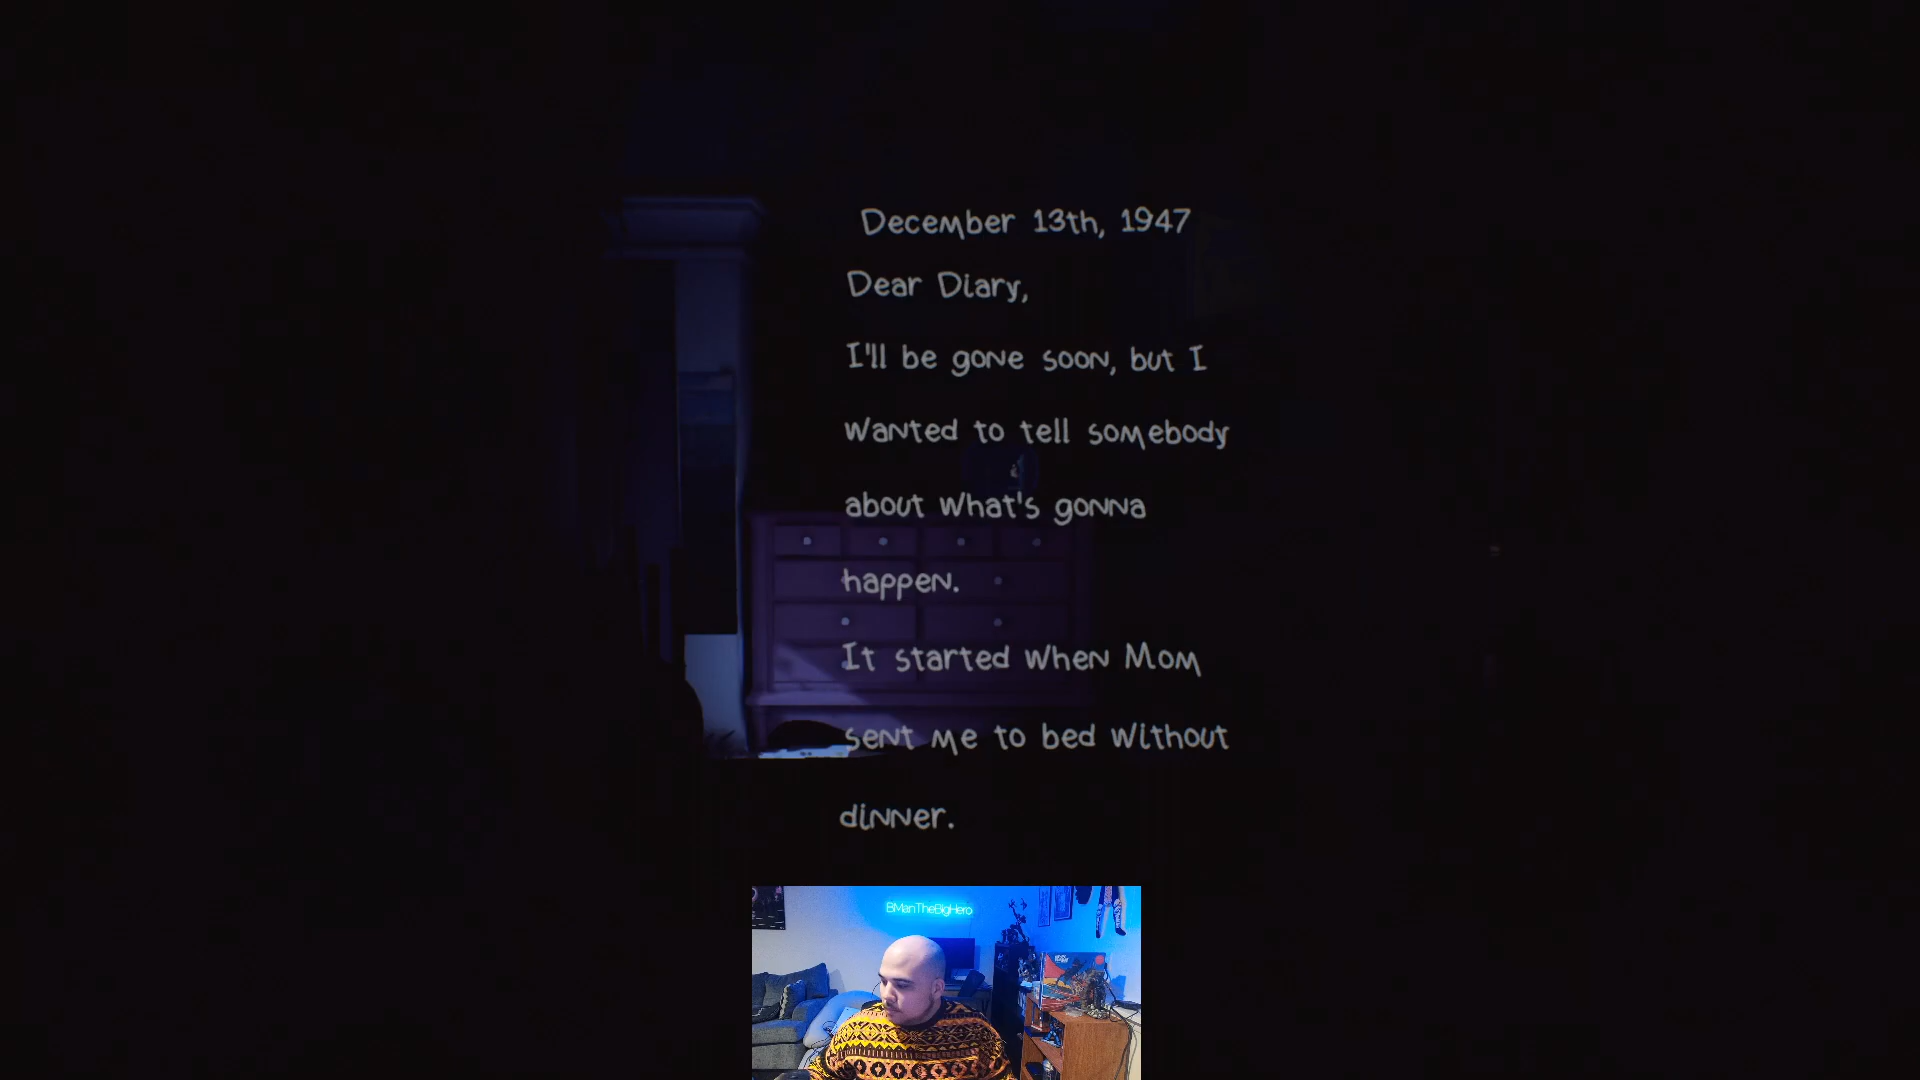 December 13th, 1947
Dear Diary,
I'll be gone soon, but I
wanted to tell somebody
about what's gonna
happen.
It started when Mom
sent me to bed without
dinner.
BManTheBigHero